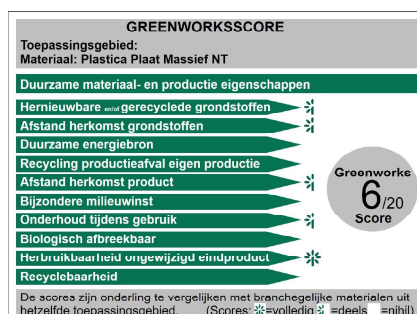 GREENWORKSSCORE
Toepassingsgebied:
Materiaal: Plastica Plaat Massief NT
Duurzame materiaal- en productie eigenschappen
Hernieuwbare en/of gerecyclede grondstoffen
Afstand herkomst grondstoffen
Duurzame energiebron
Recycling productieafval eigen productie
Afstand herkomst product
Bijzondere milieuwinst
Onderhoud tijdens gebruik
Biologisch afbreekbaar
Herbruikbaarheid ongewijzigd eindproduct
Recyclebaarheid
Greenworks
6/20
Score
De scores zijn onderling te vergelijken met branchegelijke materialen uit
hetzelfde toepassingsgebied. (Scores: =volledig =deels =nihil)